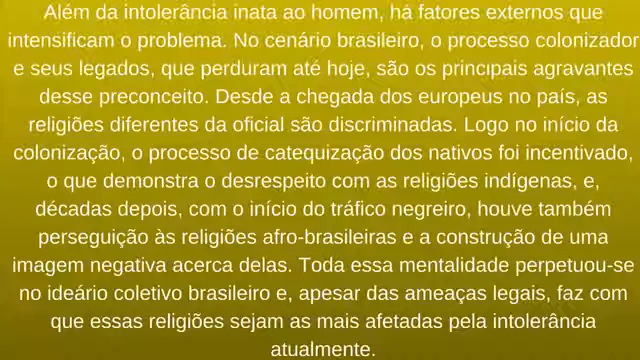 Além da intolerância inata ao homem, há fatores externos que
intensificam o problema. No cenário brasileiro, o processo colonizador
e seus legados, que perduram até hoje, são os principais agravantes
desse preconceito. Desde a chegada dos europeus no país, as
religiões diferentes da oficial são discriminadas. Logo no início da
colonização, o processo de catequização dos nativos foi incentivado,
o que demonstra o desrespeito com as religiões indígenas, e,
décadas depois, com o início do tráfico negreiro, houve também
perseguição às religiões afro-brasileiras e a construção de uma
imagem negativa acerca delas. Toda essa mentalidade perpetuou-se
no ideário coletivo brasileiro e, apesar das ameaças legais, faz com
que essas religiões sejam as mais afetadas pela intolerância
atualmente.